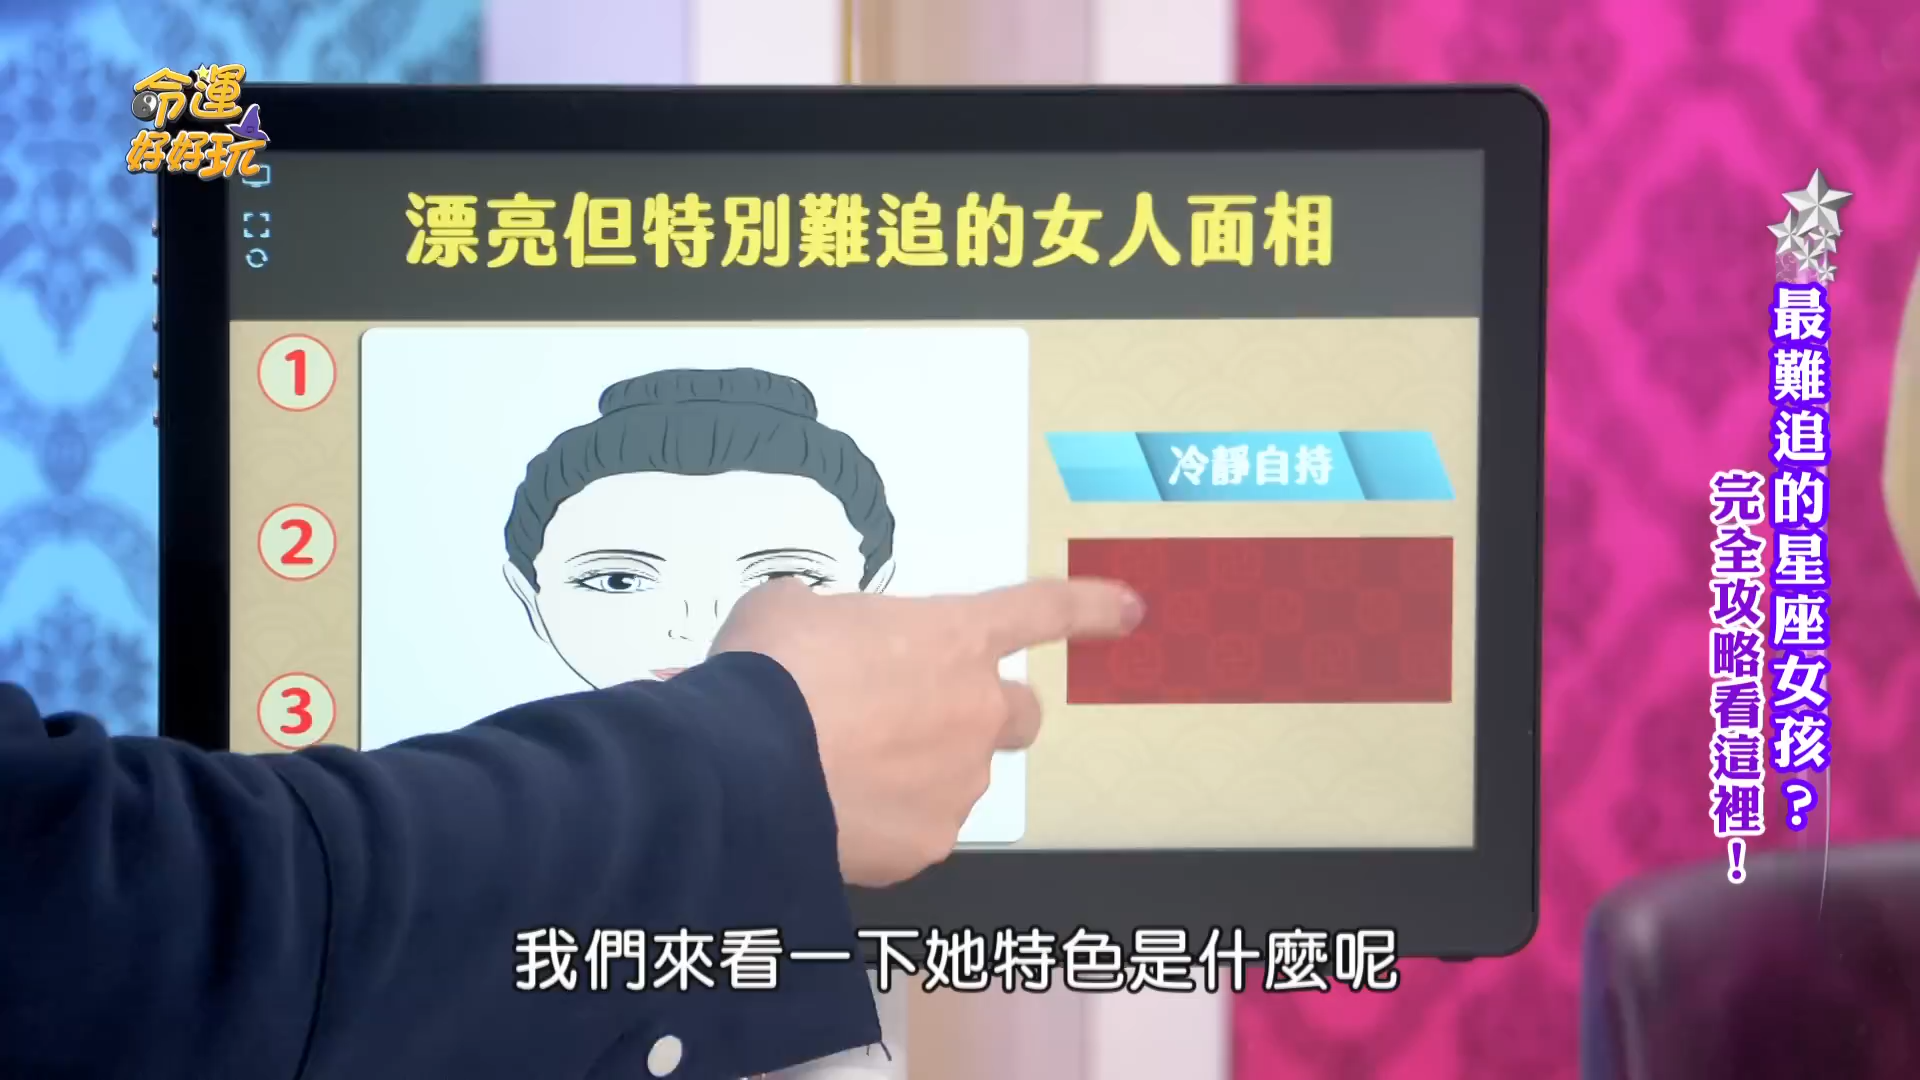 命運
好好玩
漂亮但特別難追的女人面相
1
2
3
冷靜自持
最難追的星座女孩?
完全攻略看這裡!
我們來看一下她特色是什麼呢